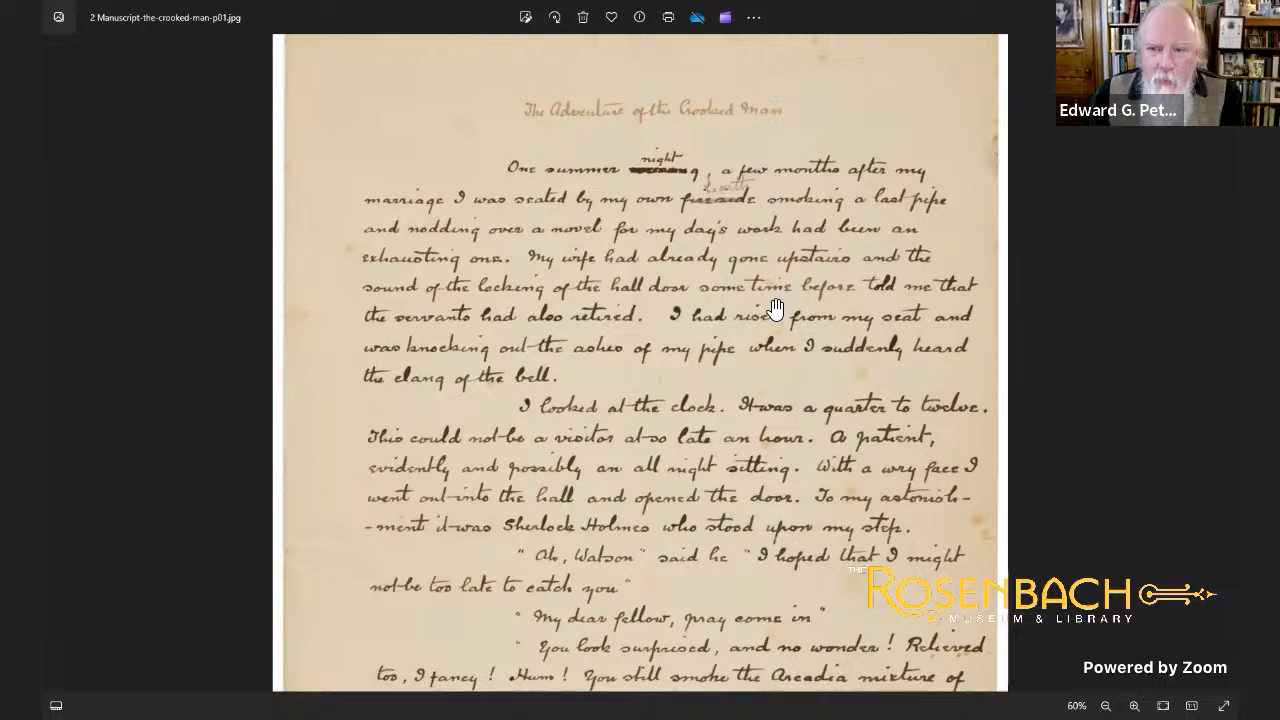 2 Manuscript-the-crooked-man-p01.jpg
Edward G. Pet...
The Adventure of the Crooked Man
night
One summer , a few months after my
hearth
marriage I was seated by my own smoking a last pipe
and nodding over a novel for my day's work had been an
exhausting one. My wife had already gone upstairs and the
sound of the locking of the hall door some time before told me that
the servants had also retired. I had risen from my seat and
was knocking out the ashes of my pipe when I suddenly heard
the clang of the bell.
I looked at the clock. It was a quarter to twelve.
This could not be a visitor at so late an hour. A patient,
evidently and possibly an all night sitting. With a wry face I
went out into the hall and opened the door. To my astonish-
-ment it was Sherlock Holmes who stood upon my step.
"Ah, Watson" said he "I hoped that I might
not be too late to catch you"
"My dear fellow, pray come in"
"You look surprised, and no wonder! Relieved
too, I fancy! Hum! You still smoke the Arcadia mixture of
THE
ROSENBACH
MUSEUM & LIBRARY
Powered by Zoom
60%